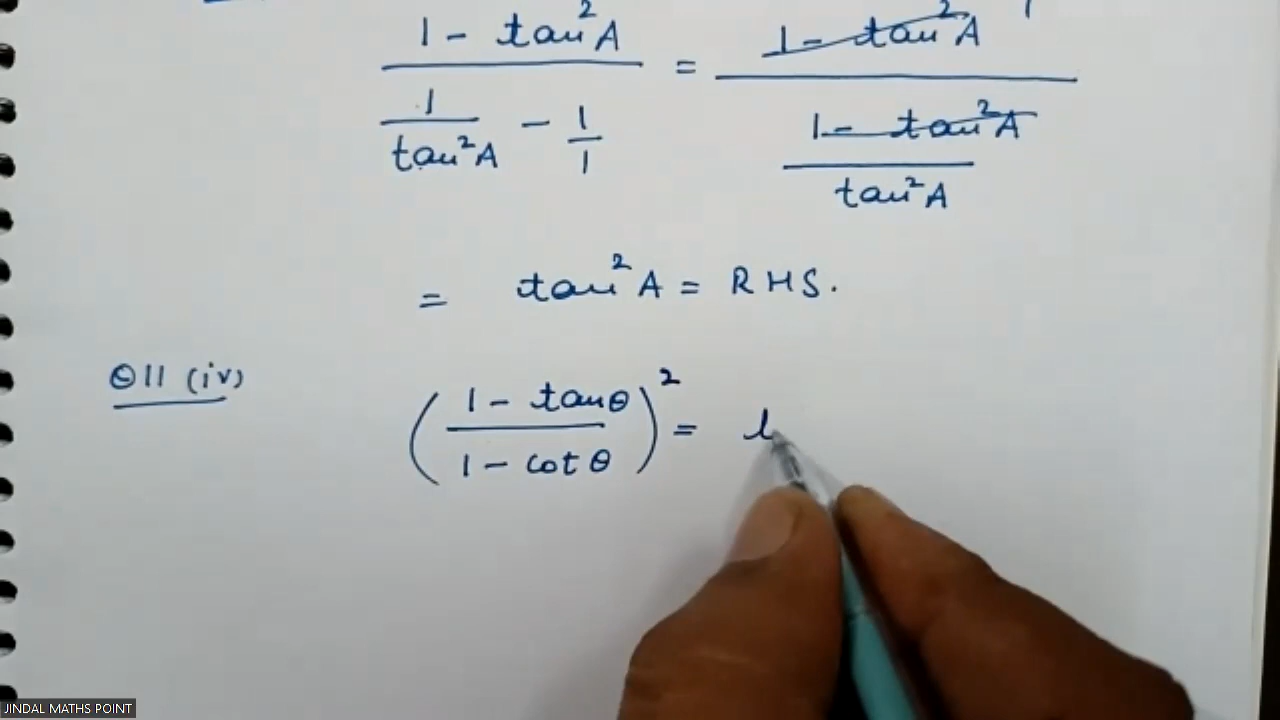 1 - tan²A / (1/tan²A - 1/1) = 1 - tan²A / ((1 - tan²A)/tan²A)
= tan²A = RHS.
Q11 (iv) ((1 - tanθ)/(1 - cotθ))² =
JINDAL MATHS POINT